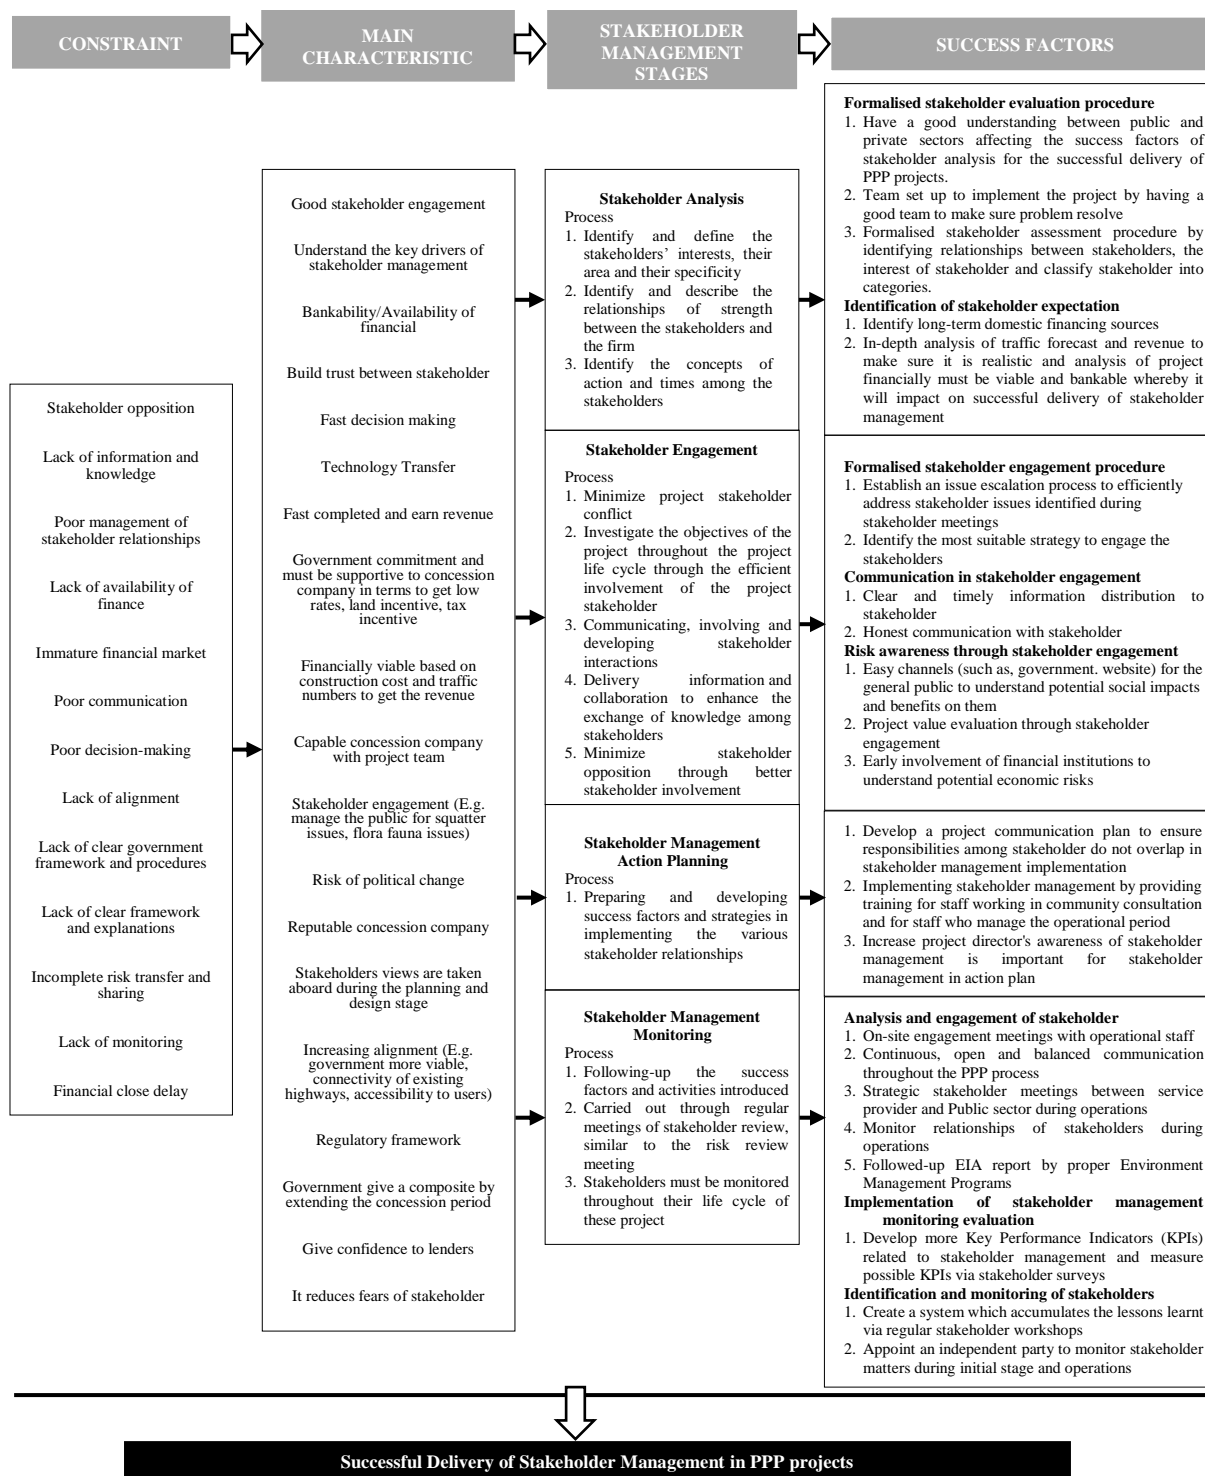 CONSTRAINT
MAIN
CHARACTERISTIC
STAKEHOLDER
MANAGEMENT
STAGES
SUCCESS FACTORS
Stakeholder opposition
Lack of information and
knowledge
Poor management of
stakeholder relationships
Lack of availability of
finance
Immature financial market
Poor communication
Poor decision-making
Lack of alignment
Lack of clear government
framework and procedures
Lack of clear framework
and explanations
Incomplete risk transfer and
sharing
Lack of monitoring
Financial close delay
Good stakeholder engagement
Understand the key drivers of
stakeholder management
Bankability/Availability of
financial
Build trust between stakeholder
Fast decision making
Technology Transfer
Fast completed and earn revenue
Government commitment and
must be supportive to concession
company in terms to get low
rates, land incentive, tax
incentive
Financially viable based on
construction cost and traffic
numbers to get the revenue
Capable concession company
with project team
Stakeholder engagement (E.g.
manage the public for squatter
issues, flora fauna issues)
Risk of political change
Reputable concession company
Stakeholders views are taken
aboard during the planning and
design stage
Increasing alignment (E.g.
government more viable,
connectivity of existing
highways, accessibility to users)
Regulatory framework
Government give a composite by
extending the concession period
Give confidence to lenders
It reduces fears of stakeholder
Stakeholder Analysis
Process
1. Identify and define the
stakeholders’ interests, their
area and their specificity
2. Identify and describe the
relationships of strength
between the stakeholders and
the firm
3. Identify the concepts of
action and times among the
stakeholders
Stakeholder Engagement
Process
1. Minimize project stakeholder
conflict
2. Investigate the objectives of the
project throughout the project
life cycle through the efficient
involvement of the project
stakeholder
3. Communicating, involving and
developing stakeholder
interactions
4. Delivery information and
collaboration to enhance the
exchange of knowledge among
stakeholders
5. Minimize stakeholder
opposition through better
stakeholder involvement
Stakeholder Management
Action Planning
Process
1. Preparing and developing
success factors and strategies in
implementing the various
stakeholder relationships
Stakeholder Management
Monitoring
Process
1. Following-up the success
factors and activities introduced
2. Carried out through regular
meetings of stakeholder review,
similar to the risk review
meeting
3. Stakeholders must be monitored
throughout their life cycle of
these project
Formalised stakeholder evaluation procedure
1. Have a good understanding between public and
private sectors affecting the success factors of
stakeholder analysis for the successful delivery of
PPP projects.
2. Team set up to implement the project by having a
good team to make sure problem resolve
3. Formalised stakeholder assessment procedure by
identifying relationships between stakeholders, the
interest of stakeholder and classify stakeholder into
categories.
Identification of stakeholder expectation
1. Identify long-term domestic financing sources
2. In-depth analysis of traffic forecast and revenue to
make sure it is realistic and analysis of project
financially must be viable and bankable whereby it
will impact on successful delivery of stakeholder
management
Formalised stakeholder engagement procedure
1. Establish an issue escalation process to efficiently
address stakeholder issues identified during
stakeholder meetings
2. Identify the most suitable strategy to engage the
stakeholders
Communication in stakeholder engagement
1. Clear and timely information distribution to
stakeholder
2. Honest communication with stakeholder
Risk awareness through stakeholder engagement
1. Easy channels (such as, government. website) for the
general public to understand potential social impacts
and benefits on them
2. Project value evaluation through stakeholder
engagement
3. Early involvement of financial institutions to
understand potential economic risks
1. Develop a project communication plan to ensure
responsibilities among stakeholder do not overlap in
stakeholder management implementation
2. Implementing stakeholder management by providing
training for staff working in community consultation
and for staff who manage the operational period
3. Increase project director's awareness of stakeholder
management is important for stakeholder
management in action plan
Analysis and engagement of stakeholder
1. On-site engagement meetings with operational staff
2. Continuous, open and balanced communication
throughout the PPP process
3. Strategic stakeholder meetings between service
provider and Public sector during operations
4. Monitor relationships of stakeholders during
operations
5. Followed-up EIA report by proper Environment
Management Programs
Implementation of stakeholder management
monitoring evaluation
1. Develop more Key Performance Indicators (KPIs)
related to stakeholder management and measure
possible KPIs via stakeholder surveys
Identification and monitoring of stakeholders
1. Create a system which accumulates the lessons learnt
via regular stakeholder workshops
2. Appoint an independent party to monitor stakeholder
matters during initial stage and operations
Successful Delivery of Stakeholder Management in PPP projects